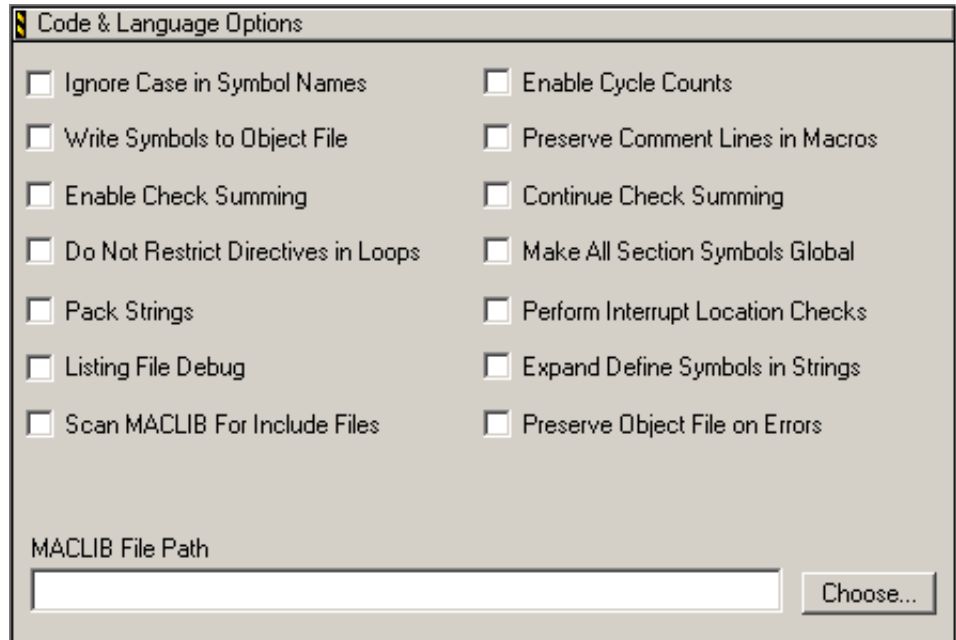 Code & Language Options
Ignore Case in Symbol Names
Enable Cycle Counts
Write Symbols to Object File
Preserve Comment Lines in Macros
Enable Check Summing
Continue Check Summing
Do Not Restrict Directives in Loops
Make All Section Symbols Global
Pack Strings
Perform Interrupt Location Checks
Listing File Debug
Expand Define Symbols in Strings
Scan MACLIB For Include Files
Preserve Object File on Errors
MACLIB File Path
Choose...